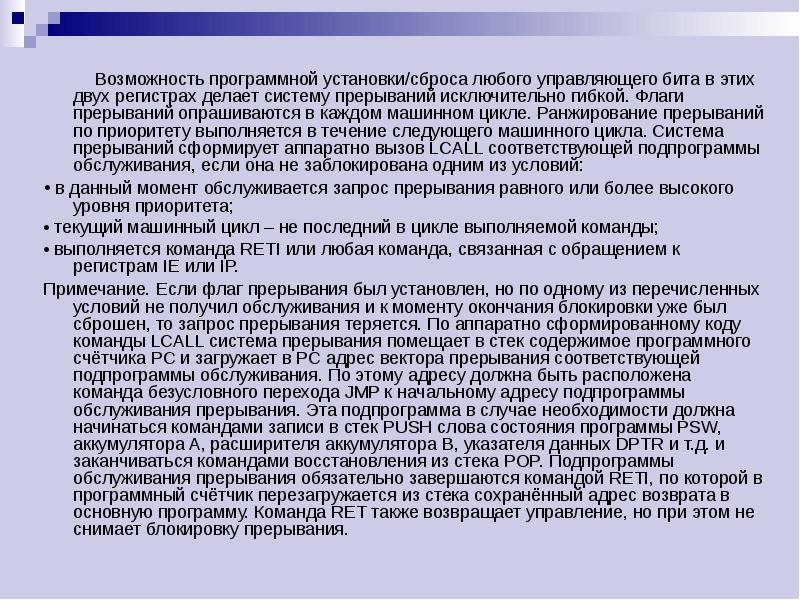 Возможность программной установки/сброса любого управляющего бита в этих
двух регистрах делает систему прерываний исключительно гибкой. Флаги
прерываний опрашиваются в каждом машинном цикле. Ранжирование прерываний
по приоритету выполняется в течение следующего машинного цикла. Система
прерываний сформирует аппаратно вызов LCALL соответствующей подпрограммы
обслуживания, если она не заблокирована одним из условий:
• в данный момент обслуживается запрос прерывания равного или более высокого
уровня приоритета;
• текущий машинный цикл – не последний в цикле выполняемой команды;
• выполняется команда RETI или любая команда, связанная с обращением к
регистрам IE или IP.
Примечание. Если флаг прерывания был установлен, но по одному из перечисленных
условий не получил обслуживания и к моменту окончания блокировки уже был
сброшен, то запрос прерывания теряется. По аппаратно сформированному коду
команды LCALL система прерывания помещает в стек содержимое программного
счётчика PC и загружает в PC адрес вектора прерывания соответствующей
подпрограммы обслуживания. По этому адресу должна быть расположена
команда безусловного перехода JMP к начальному адресу подпрограммы
обслуживания прерывания. Эта подпрограмма в случае необходимости должна
начинаться командами записи в стек PUSH слова состояния программы PSW,
аккумулятора A, расширителя аккумулятора B, указателя данных DPTR и т.д. и
заканчиваться командами восстановления из стека POP. Подпрограммы
обслуживания прерывания обязательно завершаются командой RETI, по которой в
программный счётчик перезагружается из стека сохранённый адрес возврата в
основную программу. Команда RET также возвращает управление, но при этом не
снимает блокировку прерывания.